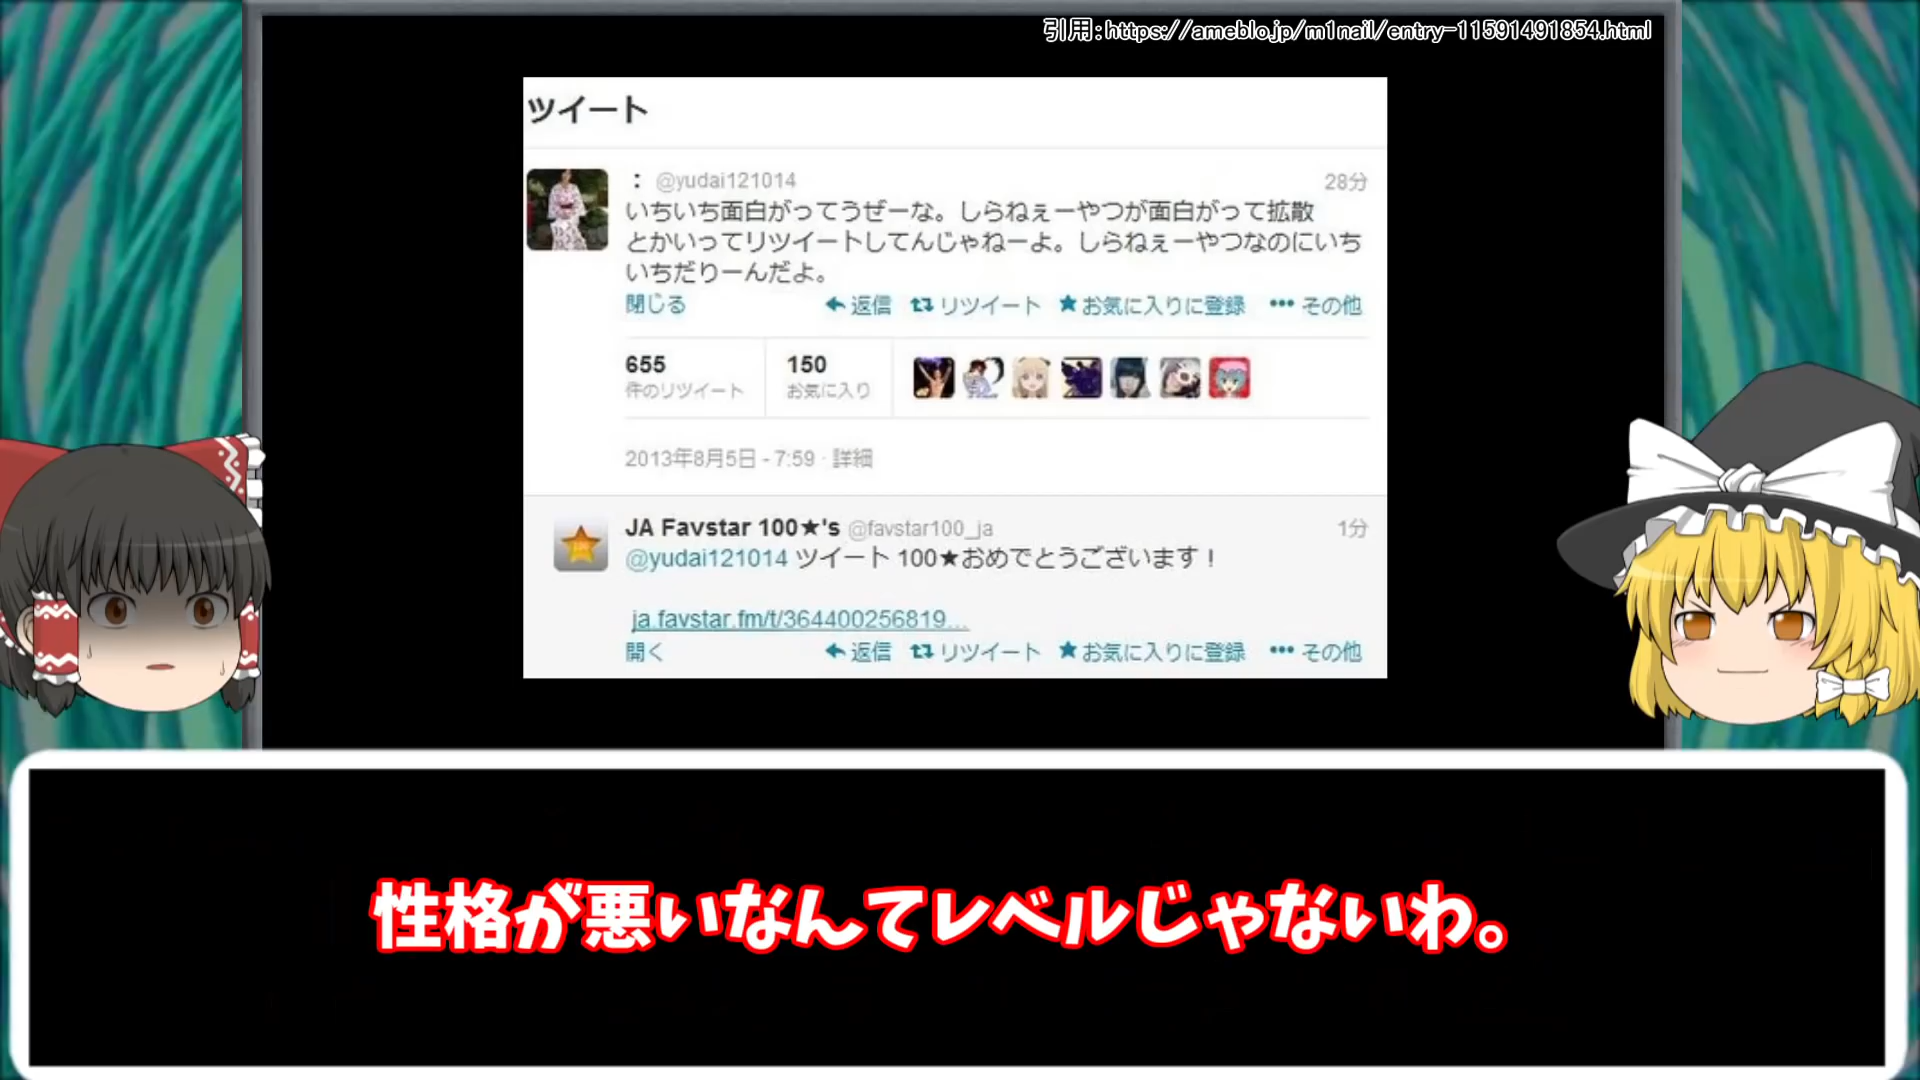 引用:https://ameblo.jp/m1nail/entry-11591491854.html
ツイート
: @yudai121014 28分
いちいち面白がってうぜーな。しらねぇーやつが面白がって拡散
とかいってリツイートしてんじゃねーよ。しらねぇーやつなのにいち
いちだりーんだよ。
閉じる 返信 リツイート お気に入りに登録 その他
655 150
件のリツイート お気に入り
2013年8月5日 - 7:59 · 詳細
JA Favstar 100★'s @favstar100_ja 1分
@yudai121014 ツイート 100★おめでとうございます！
ja.favstar.fm/t/364400256819...
開く 返信 リツイート お気に入りに登録 その他
性格が悪いなんてレベルじゃないわ。